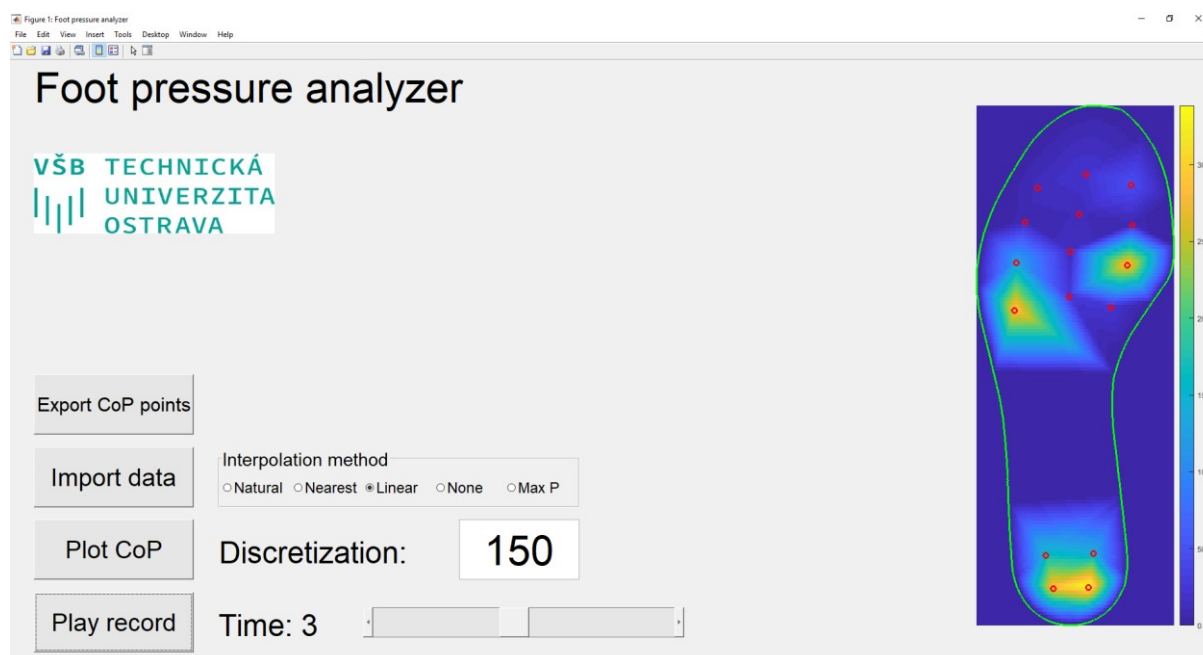 Figure 1: Foot pressure analyzer
File Edit View Insert Tools Desktop Window Help
Foot pressure analyzer
VŠB TECHNICKÁ
UNIVERZITA
OSTRAVA
Export CoP points
Import data
Interpolation method
Natural Nearest Linear None Max P
Plot CoP
Discretization:
150
Play record
Time: 3
50
0